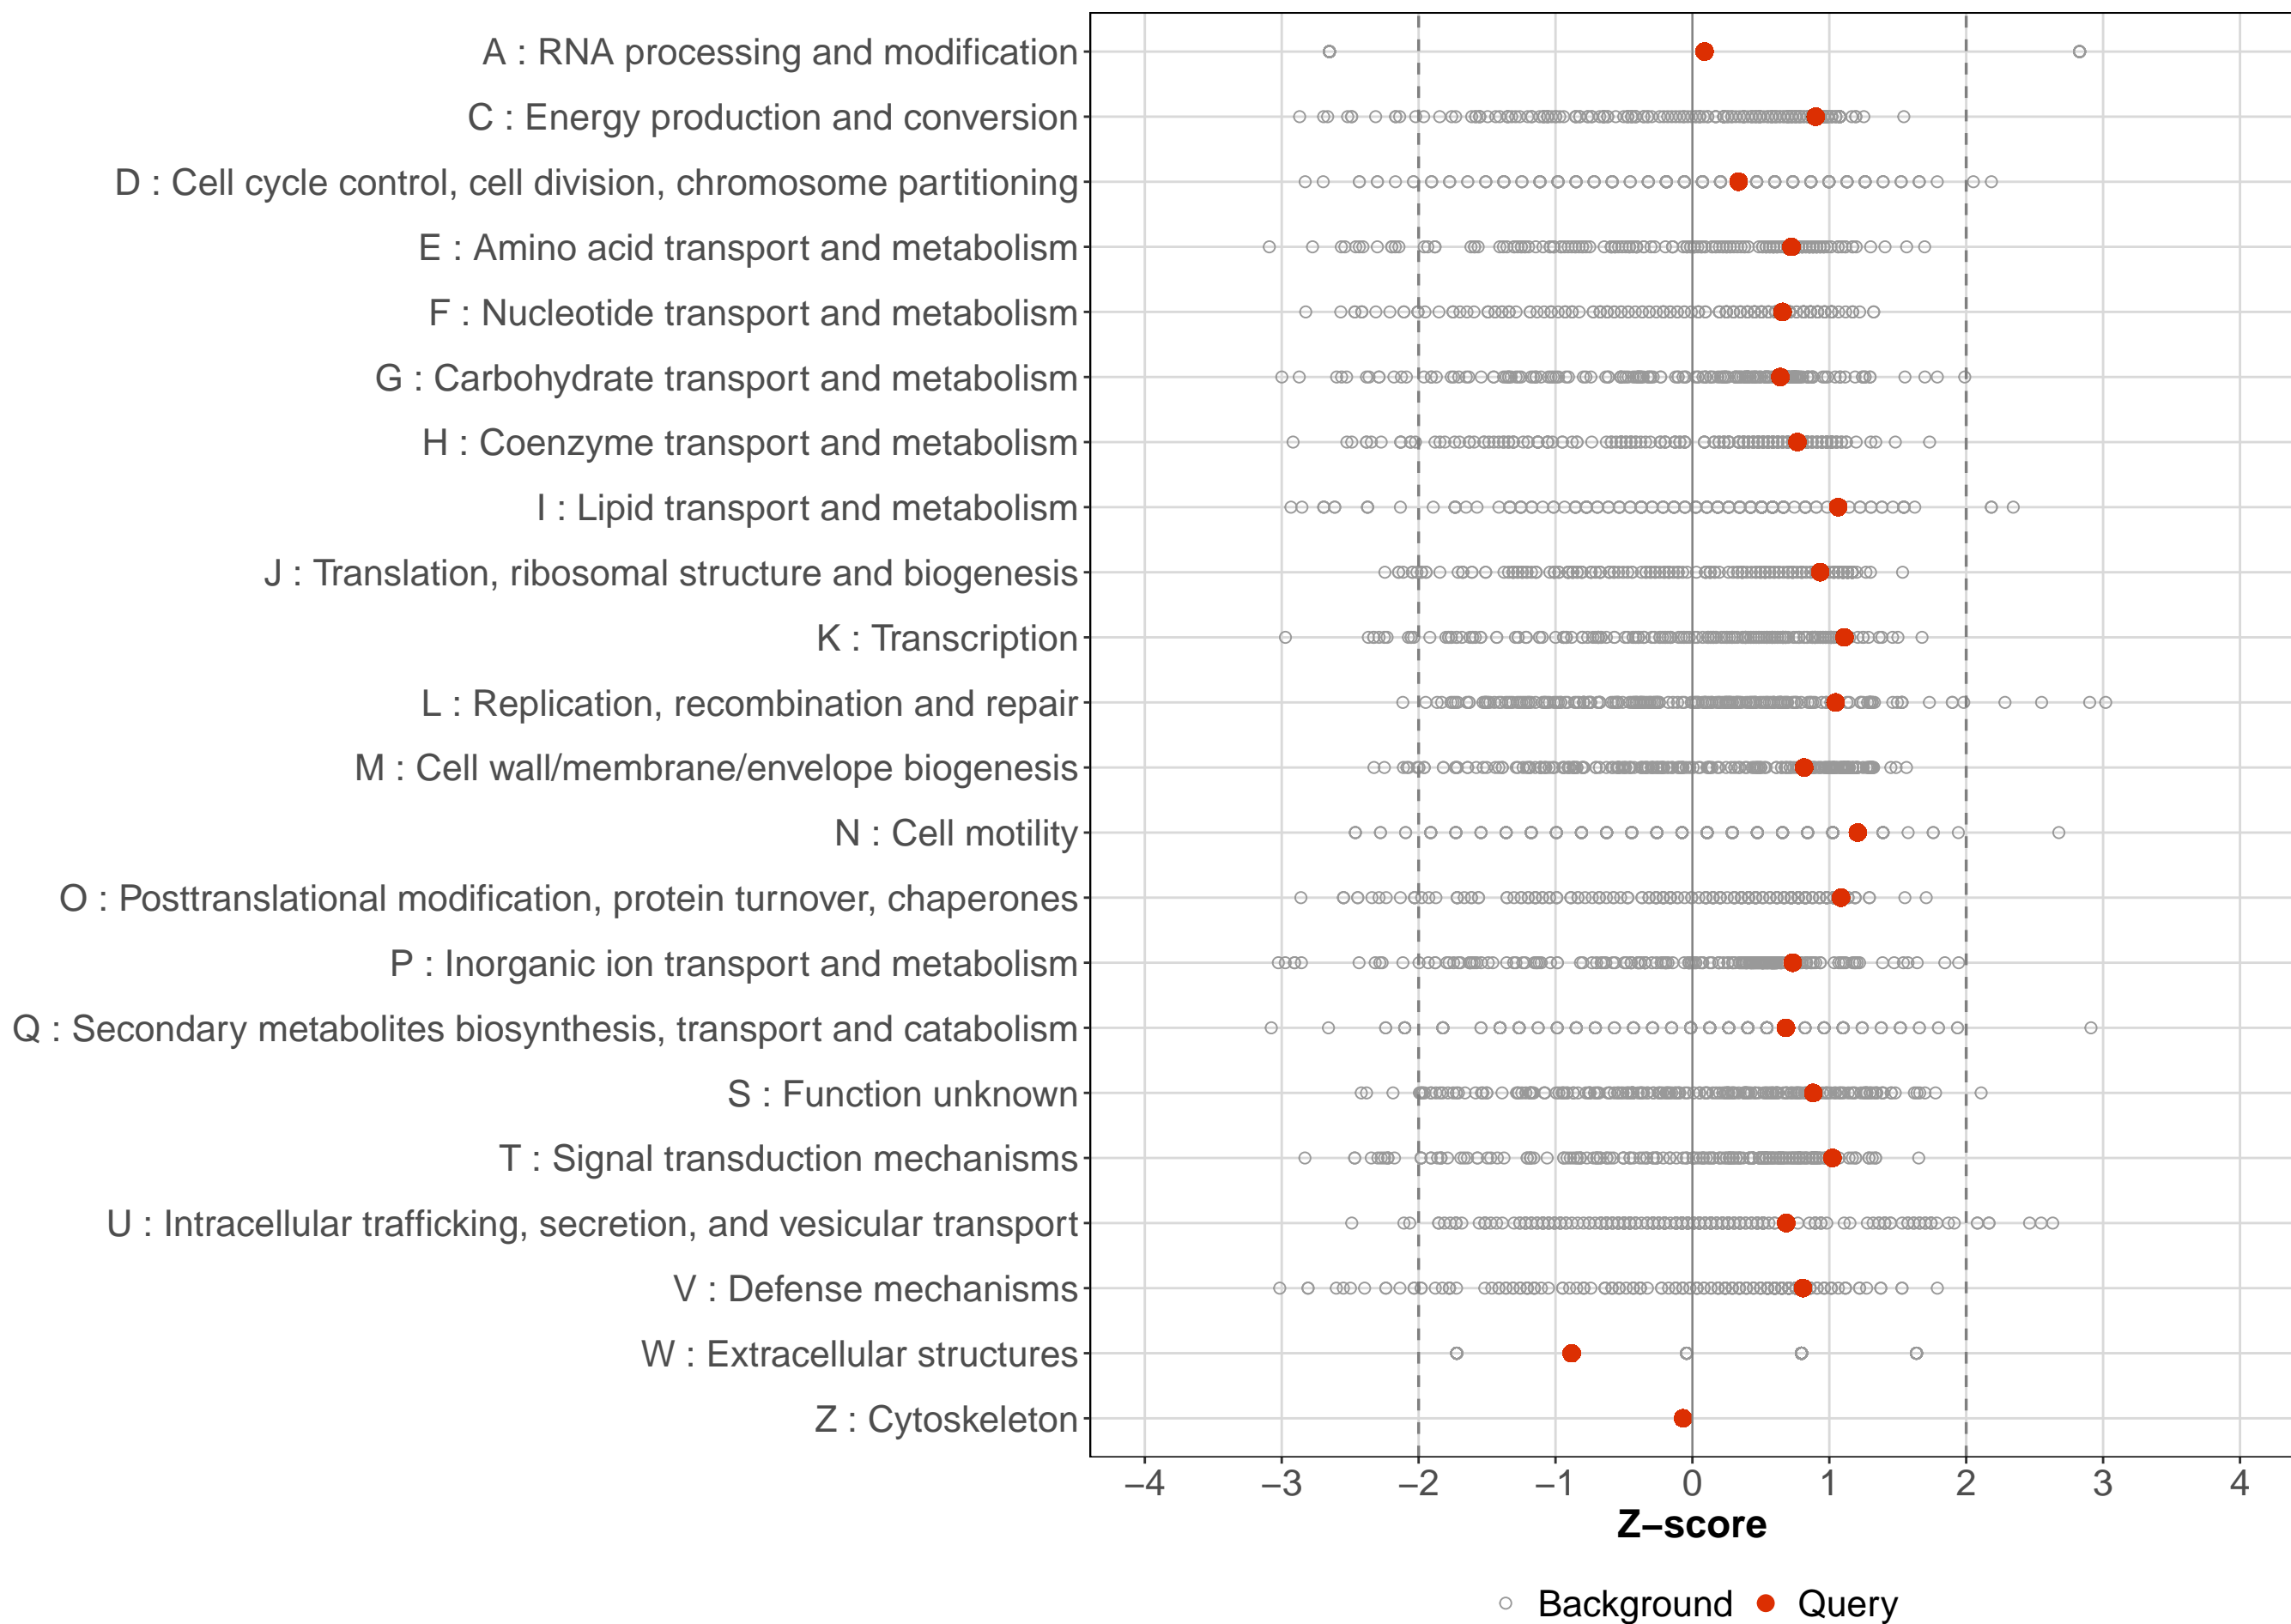 A : RNA processing and modification
C : Energy production and conversion
D : Cell cycle control, cell division, chromosome partitioning
E : Amino acid transport and metabolism
F : Nucleotide transport and metabolism
G : Carbohydrate transport and metabolism
H : Coenzyme transport and metabolism
I : Lipid transport and metabolism
J : Translation, ribosomal structure and biogenesis
K : Transcription
L : Replication, recombination and repair
M : Cell wall/membrane/envelope biogenesis
N : Cell motility
O : Posttranslational modification, protein turnover, chaperones
P : Inorganic ion transport and metabolism
Q : Secondary metabolites biosynthesis, transport and catabolism
S : Function unknown
T : Signal transduction mechanisms
U : Intracellular trafficking, secretion, and vesicular transport
V : Defense mechanisms
W : Extracellular structures
Z : Cytoskeleton
−4 −3 −2 −1 0 1 2 3 4
Z−score
Background Query